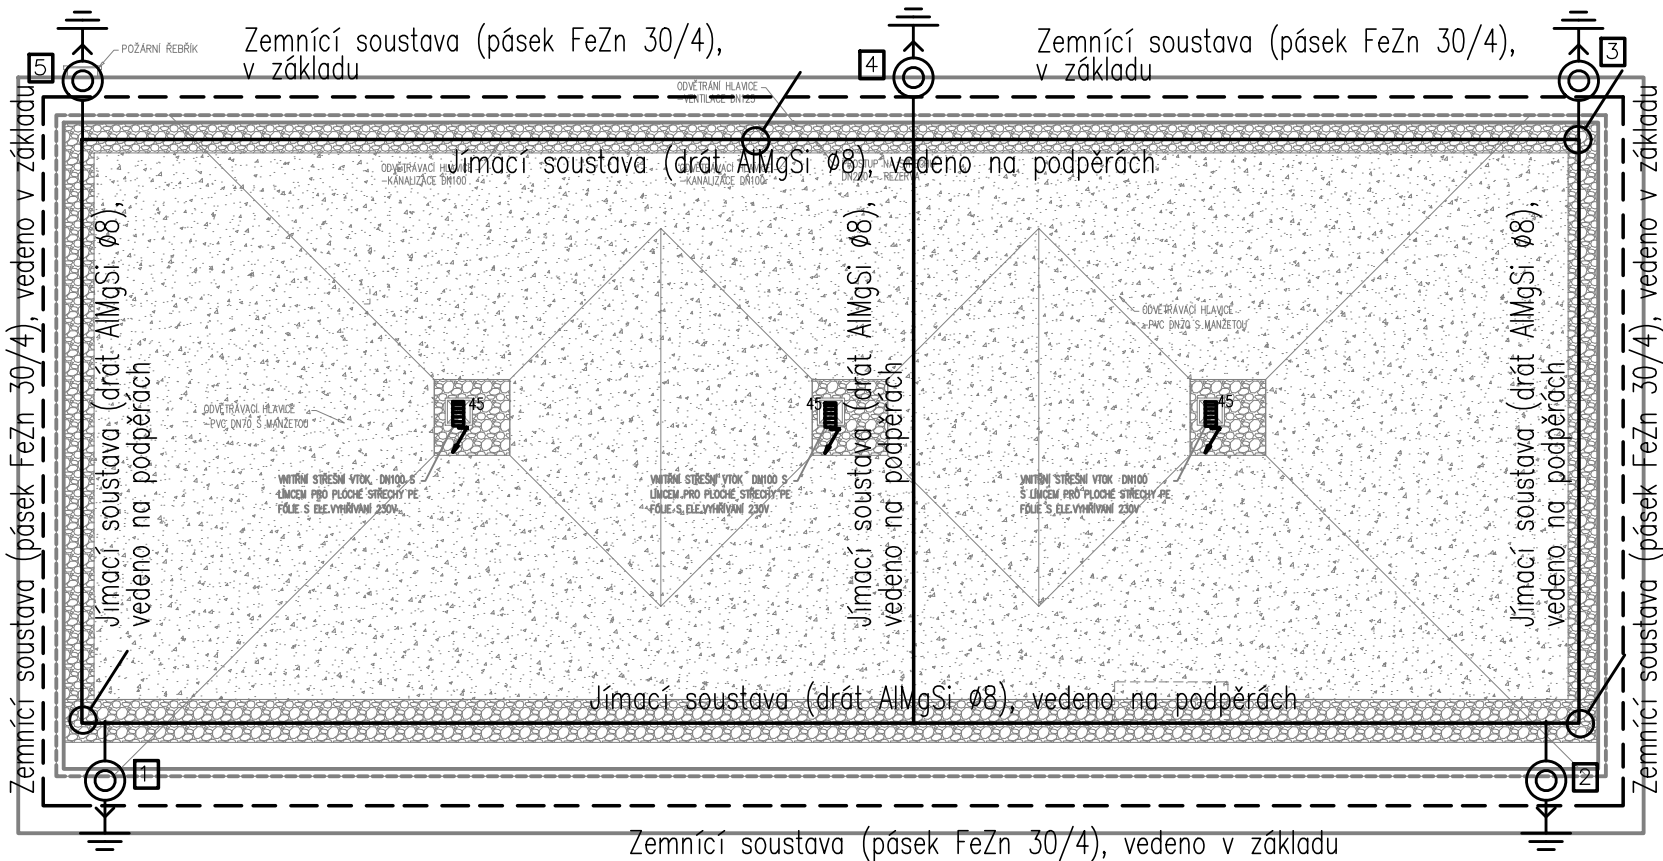 POŽÁRNÍ ŘEBŘÍK
Zemnící soustava (pásek FeZn 30/4),
v základu
Zemnící soustava (pásek FeZn 30/4),
v základu
5
4
3
ODVĚTRÁNÍ HLAVICE
-VENTILACE DN125
Jímací soustava (drát AlMgSi ø8), vedeno na podpěrách
ODVĚTRÁVACÍ HLAVICE
-KANALIZACE DN100
ODVĚTRÁVACÍ HLAVICE
-KANALIZACE DN100
Zemnící soustava (pásek FeZn 30/4), vedeno v základu
Jímací soustava (drát AlMgSi ø8),
vedeno na podpěrách
Jímací soustava (drát AlMgSi ø8),
vedeno na podpěrách
Jímací soustava (drát AlMgSi ø8),
vedeno na podpěrách
Zemnící soustava (pásek FeZn 30/4), vedeno v základu
ODVĚTRÁVACÍ HLAVICE
-PVC DN70 S MANŽETOU
ODVĚTRÁVACÍ HLAVICE
-PVC DN70 S MANŽETOU
45
45
45
VNITŘNÍ STŘEŠNÍ VTOK DN100 S
LÍMCEM PRO PLOCHÉ STŘECHY PE
FÓLIE S ELE.VYHŘÍVÁNÍ 230V
VNITŘNÍ STŘEŠNÍ VTOK DN100 S
LÍMCEM PRO PLOCHÉ STŘECHY PE
FÓLIE S ELE.VYHŘÍVÁNÍ 230V
VNITŘNÍ STŘEŠNÍ VTOK DN100
S LÍMCEM PRO PLOCHÉ STŘECHY PE
FÓLIE S ELE.VYHŘÍVÁNÍ 230V
Jímací soustava (drát AlMgSi ø8), vedeno na podpěrách
1
2
Zemnící soustava (pásek FeZn 30/4), vedeno v základu